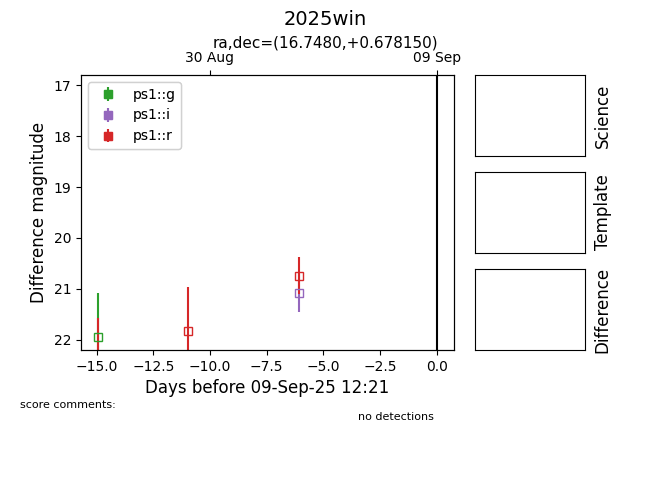 2025win
ra,dec=(16.7480,+0.678150)
30 Aug 09 Sep
ps1::g
ps1::i
ps1::r
17
18
19
20
21
22
Difference magnitude
−15.0 −12.5 −10.0 −7.5 −5.0 −2.5 0.0
Days before 09-Sep-25 12:21
Science
Template
Difference
score comments:
no detections